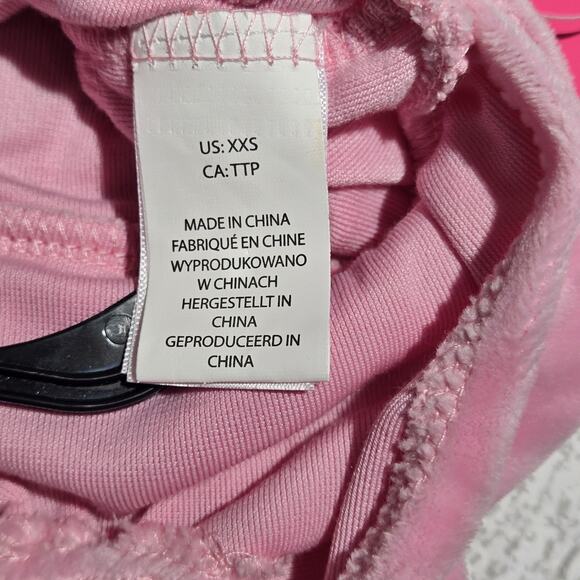 US: XXS
CA: TTP
MADE IN CHINA
FABRIQUÉ EN CHINE
WYPRODUKOWANO
W CHINACH
HERGESTELLT IN
CHINA
GEPRODUCEERD IN
CHINA